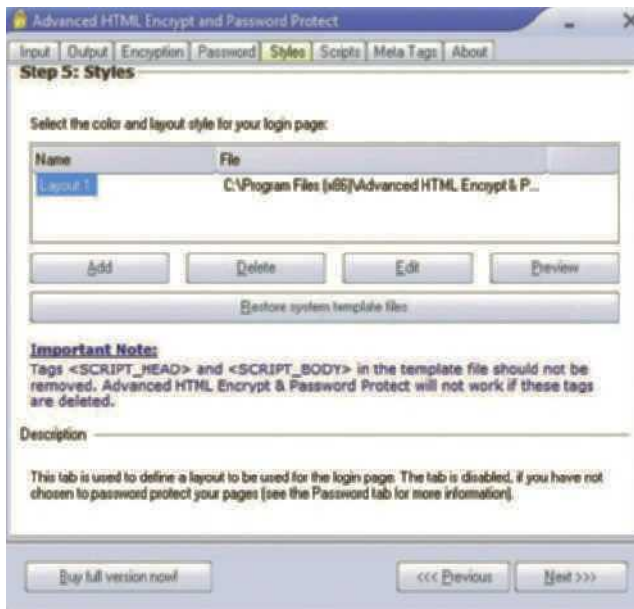 Advanced HTML Encrypt and Password Protect
Input Output Encryption Password Styles Scripts Meta Tags About
Step 5: Styles
Select the color and layout style for your login page:
Name File
Layout 1 C:\Program Files (x86)\Advanced HTML Encrypt & P...
Add Delete Edit Preview
Restore system template files
Important Note:
Tags <SCRIPT_HEAD> and <SCRIPT_BODY> in the template file should not be
removed. Advanced HTML Encrypt & Password Protect will not work if these tags
are deleted.
Description
This tab is used to define a layout to be used for the login page. The tab is disabled, if you have not
chosen to password protect your pages (see the Password tab for more information).
Buy full version now! <<< Previous Next >>>